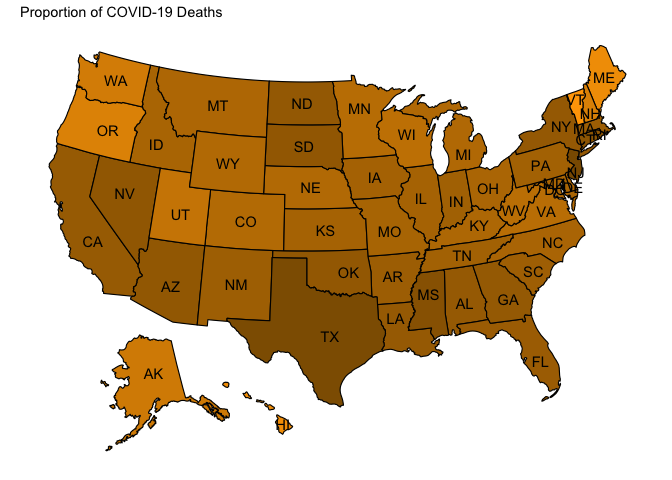 Proportion of COVID-19 Deaths
WA
ME
MT
ND
MN
VT
OR
NH
ID
WI
NY
MA
SD
CT
RI
WY
MI
PA
IA
NE
NJ
NV
OH
IL
IN
MD
DE
DC
UT
CO
WV
VA
KS
MO
KY
CA
NC
TN
OK
SC
AZ
NM
AR
MS
AL
GA
LA
TX
FL
AK
HI